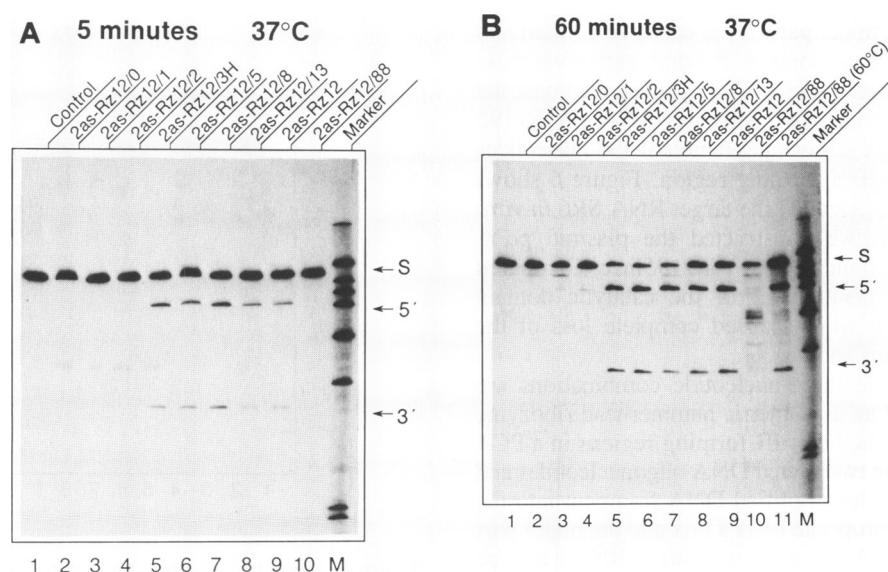 A
5 minutes 37°C
Control
2as-Rz12/0
2as-Rz12/1
2as-Rz12/2
2as-Rz12/3H
2as-Rz12/5
2as-Rz12/8
2as-Rz12/13
2as-Rz12
2as-Rz12/88
Marker
S
5´
3´
1 2 3 4 5 6 7 8 9 10 M
B
60 minutes 37°C
Control
2as-Rz12/0
2as-Rz12/1
2as-Rz12/2
2as-Rz12/3H
2as-Rz12/5
2as-Rz12/8
2as-Rz12/13
2as-Rz12
2as-Rz12/88
2as-Rz12/88 (60°C)
Marker
S
5´
3´
1 2 3 4 5 6 7 8 9 10 11 M